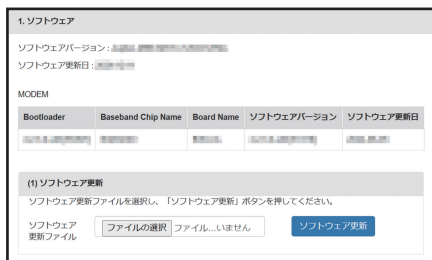 1. ソフトウェア
ソフトウェアバージョン :
ソフトウェア更新日 :
MODEM
Bootloader Baseband Chip Name Board Name ソフトウェアバージョン ソフトウェア更新日
(1) ソフトウェア更新
ソフトウェア更新ファイルを選択し、「ソフトウェア更新」ボタンを押してください。
ソフトウェア
更新ファイル
ファイルの選択 ファイル...いません
ソフトウェア更新